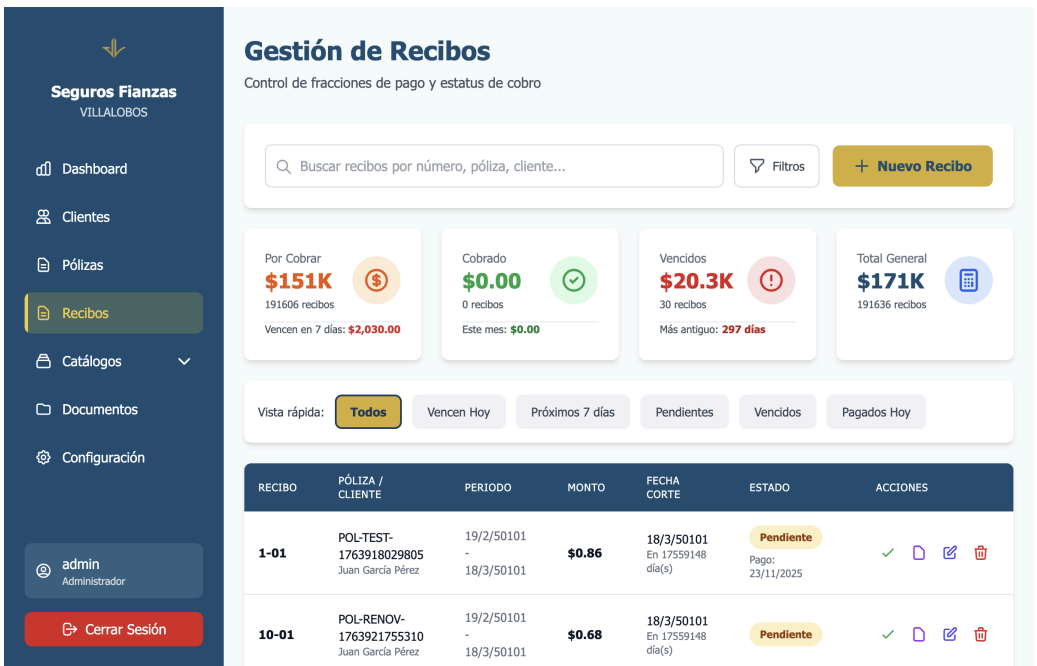 Seguros Fianzas
VILLALOBOS
Dashboard
Clientes
Pólizas
Recibos
Catálogos
Documentos
Configuración
admin
Administrador
Cerrar Sesión
Gestión de Recibos
Control de fracciones de pago y estatus de cobro
Buscar recibos por número, póliza, cliente...
Filtros
+ Nuevo Recibo
Por Cobrar
$151K
191606 recibos
Vencen en 7 días: $2,030.00
Cobrado
$0.00
0 recibos
Este mes: $0.00
Vencidos
$20.3K
30 recibos
Más antiguo: 297 días
Total General
$171K
191636 recibos
Vista rápida: Todos Vencen Hoy Próximos 7 días Pendientes Vencidos Pagados Hoy
RECIBO
PÓLIZA /
CLIENTE
PERIODO
MONTO
FECHA
CORTE
ESTADO
ACCIONES
1-01
POL-TEST-
1763918029805
Juan García Pérez
19/2/50101
-
18/3/50101
$0.86
18/3/50101
En 17559148
día(s)
Pendiente
Pago:
23/11/2025
10-01
POL-RENOV-
1763921755310
Juan García Pérez
19/2/50101
-
18/3/50101
$0.68
18/3/50101
En 17559148
día(s)
Pendiente